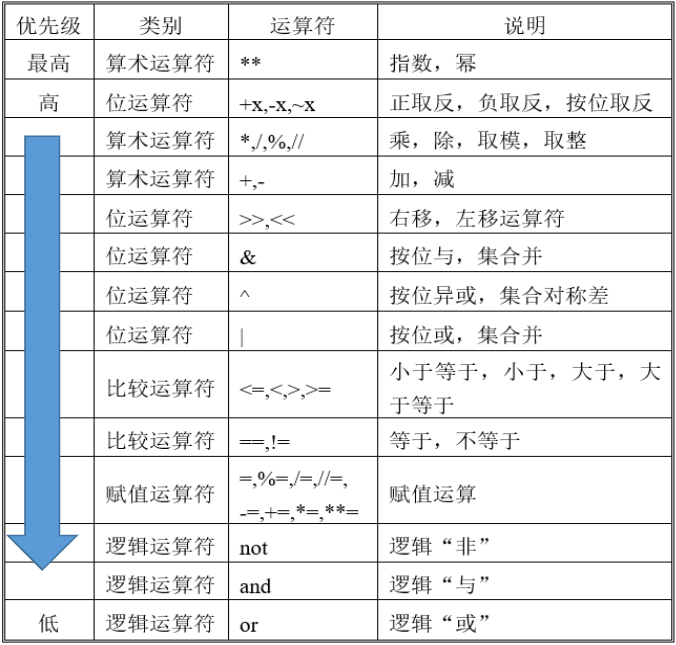 优先级 类别 运算符 说明
最高 算术运算符 ** 指数，幂
高 位运算符 +x,-x,~x 正取反，负取反，按位取反
算术运算符 *,/,%,// 乘，除，取模，取整
算术运算符 +,- 加，减
位运算符 >>,<< 右移，左移运算符
位运算符 & 按位与，集合并
位运算符 ^ 按位异或，集合对称差
位运算符 | 按位或，集合并
比较运算符 <=,<,>,>= 小于等于，小于，大于，大
于等于
比较运算符 ==,!= 等于，不等于
赋值运算符 =,%=,/=,//=,
-=,+=,*=,**= 赋值运算
逻辑运算符 not 逻辑“非”
逻辑运算符 and 逻辑“与”
低 逻辑运算符 or 逻辑“或”